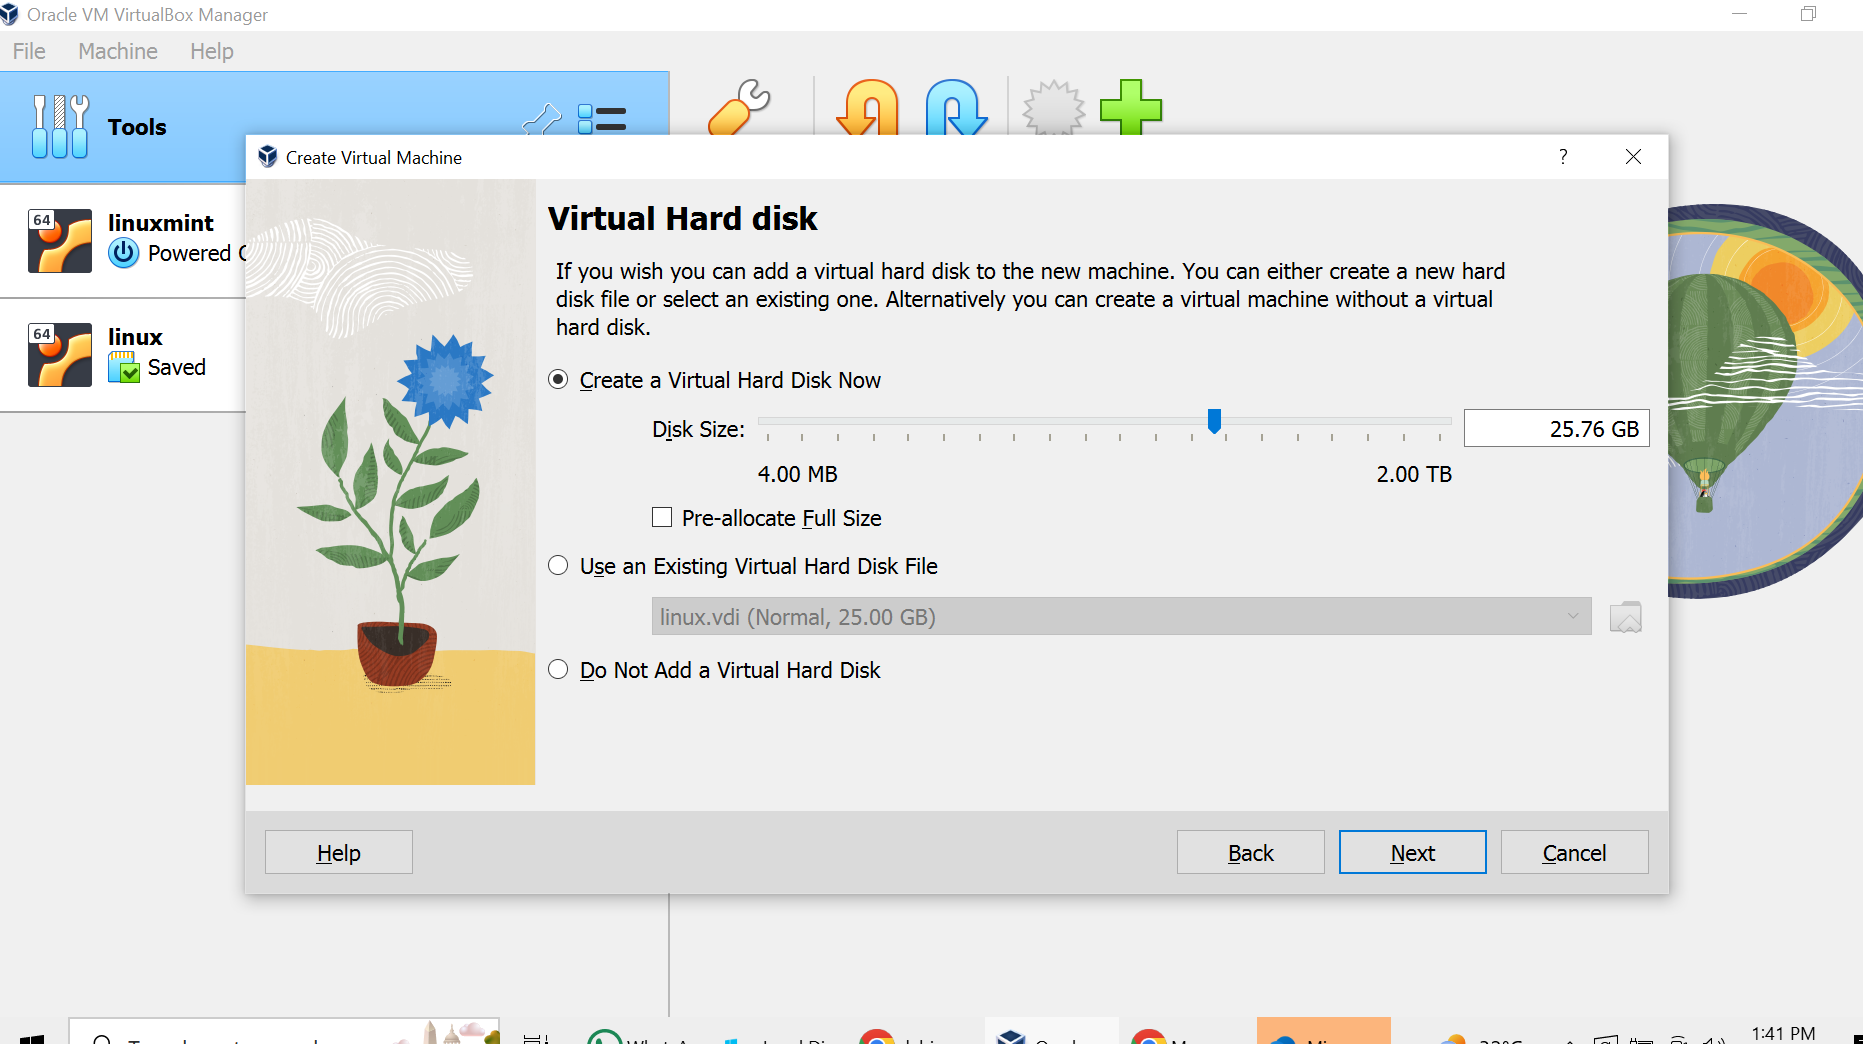 Oracle VM VirtualBox Manager
File Machine Help
Tools
Create Virtual Machine
?
64
linuxmint
Powered
64
linux
Saved
Virtual Hard disk
If you wish you can add a virtual hard disk to the new machine. You can either create a new hard
disk file or select an existing one. Alternatively you can create a virtual machine without a virtual
hard disk.
Create a Virtual Hard Disk Now
Disk Size:
25.76 GB
4.00 MB
2.00 TB
Pre-allocate Full Size
Use an Existing Virtual Hard Disk File
linux.vdi (Normal, 25.00 GB)
Do Not Add a Virtual Hard Disk
Help
Back
Next
Cancel
1:41 PM